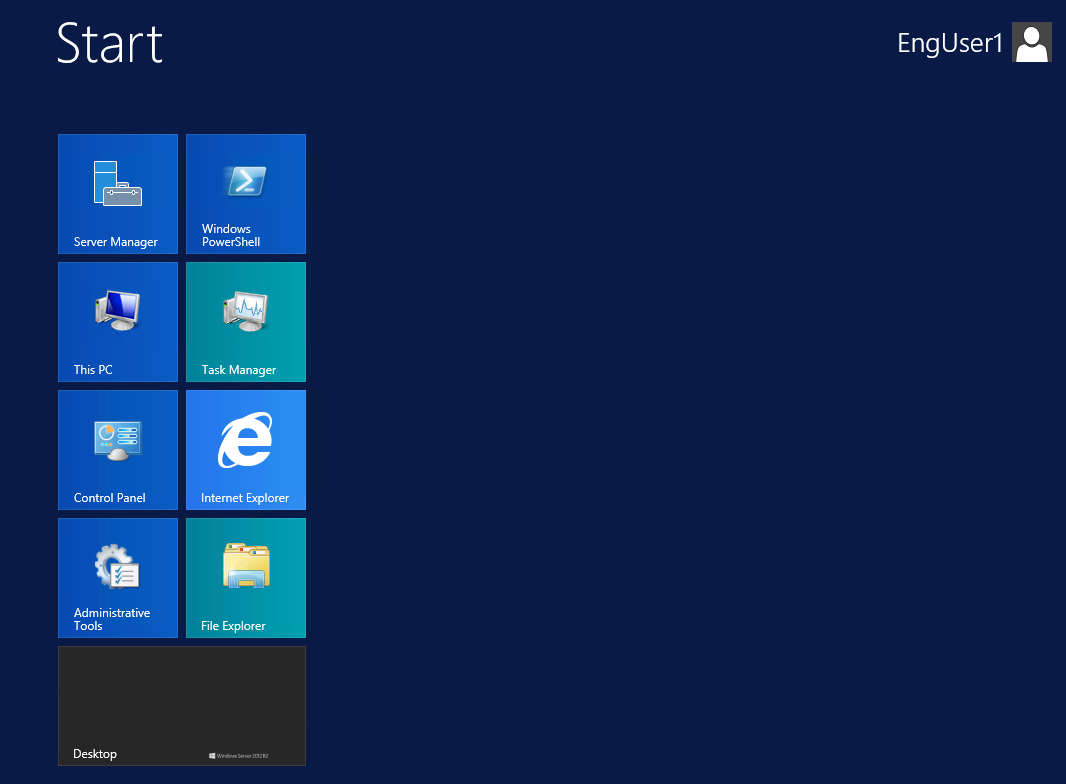 Start
EngUser1
Server Manager
Windows
PowerShell
This PC
Task Manager
Control Panel
Internet Explorer
Administrative
Tools
File Explorer
Desktop
Windows Server 2012 R2